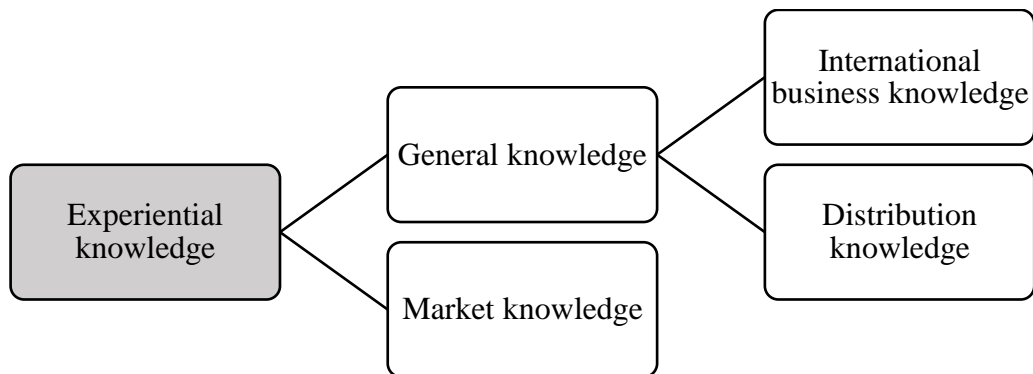 Experiential
knowledge
General knowledge
Market knowledge
International
business knowledge
Distribution
knowledge